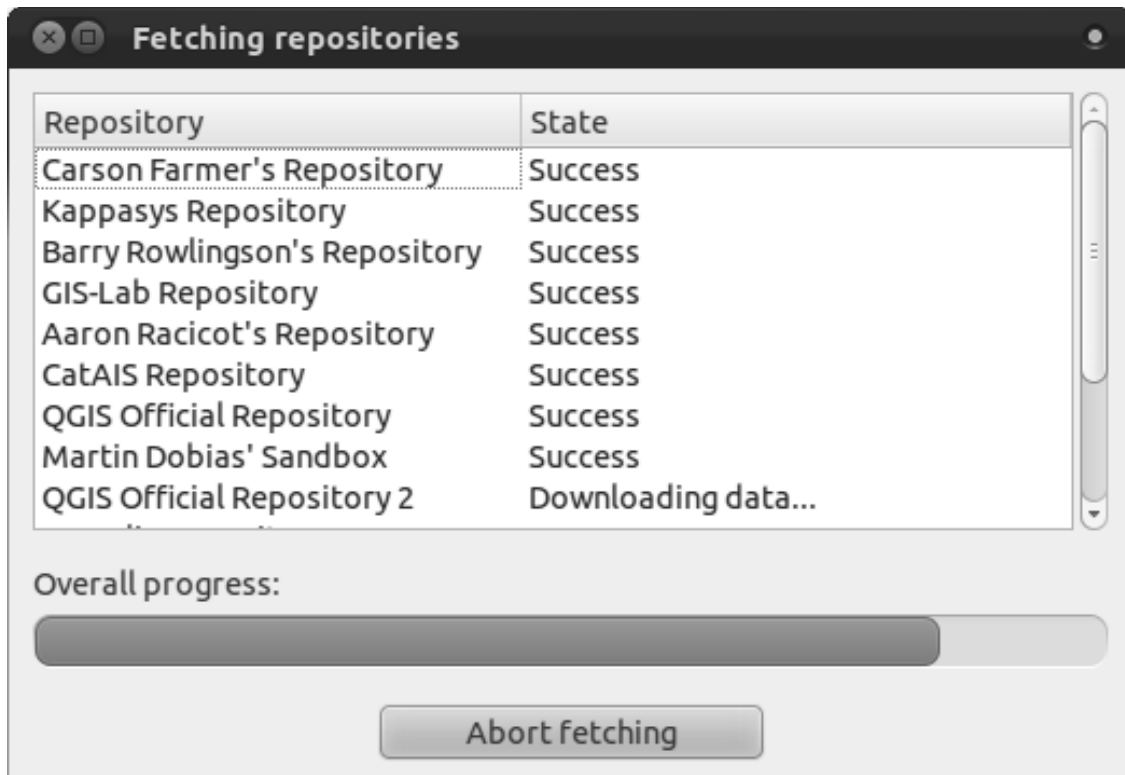 Fetching repositories
Repository State
Carson Farmer's Repository Success
Kappasys Repository Success
Barry Rowlingson's Repository Success
GIS-Lab Repository Success
Aaron Racicot's Repository Success
CatAIS Repository Success
QGIS Official Repository Success
Martin Dobias' Sandbox Success
QGIS Official Repository 2 Downloading data...
Overall progress:
Abort fetching